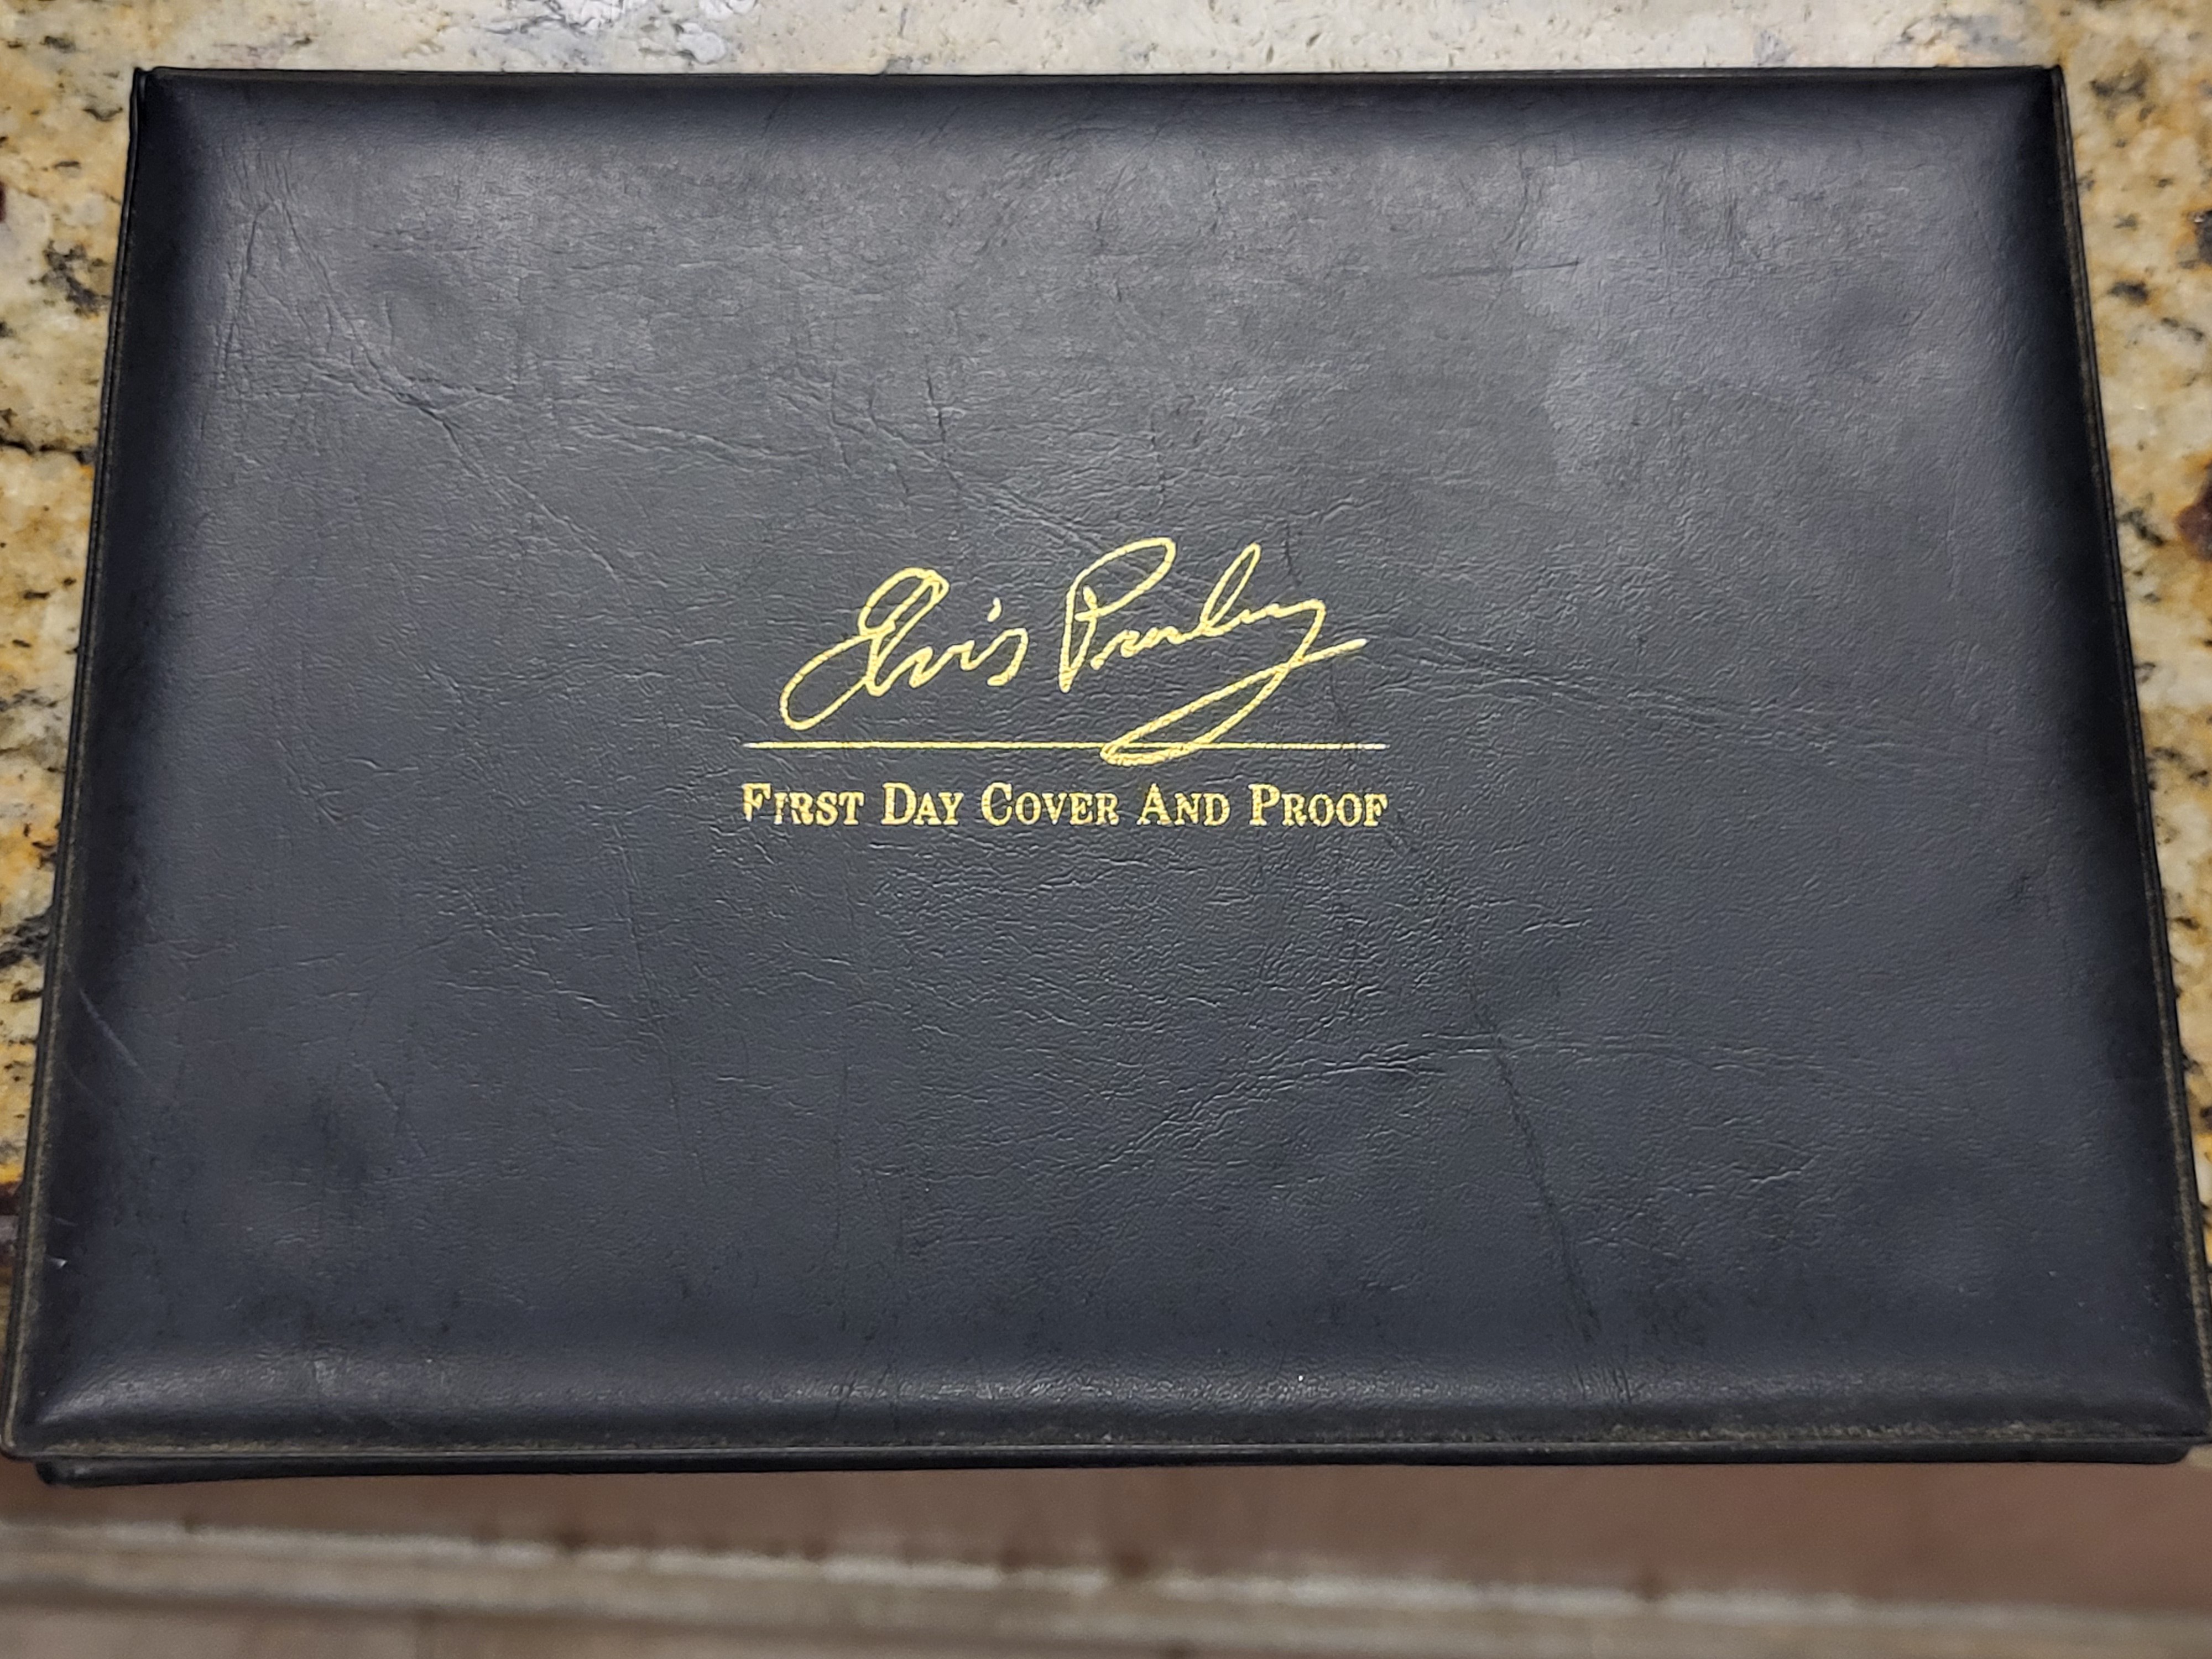 Elvis Presley
First Day Cover And Proof